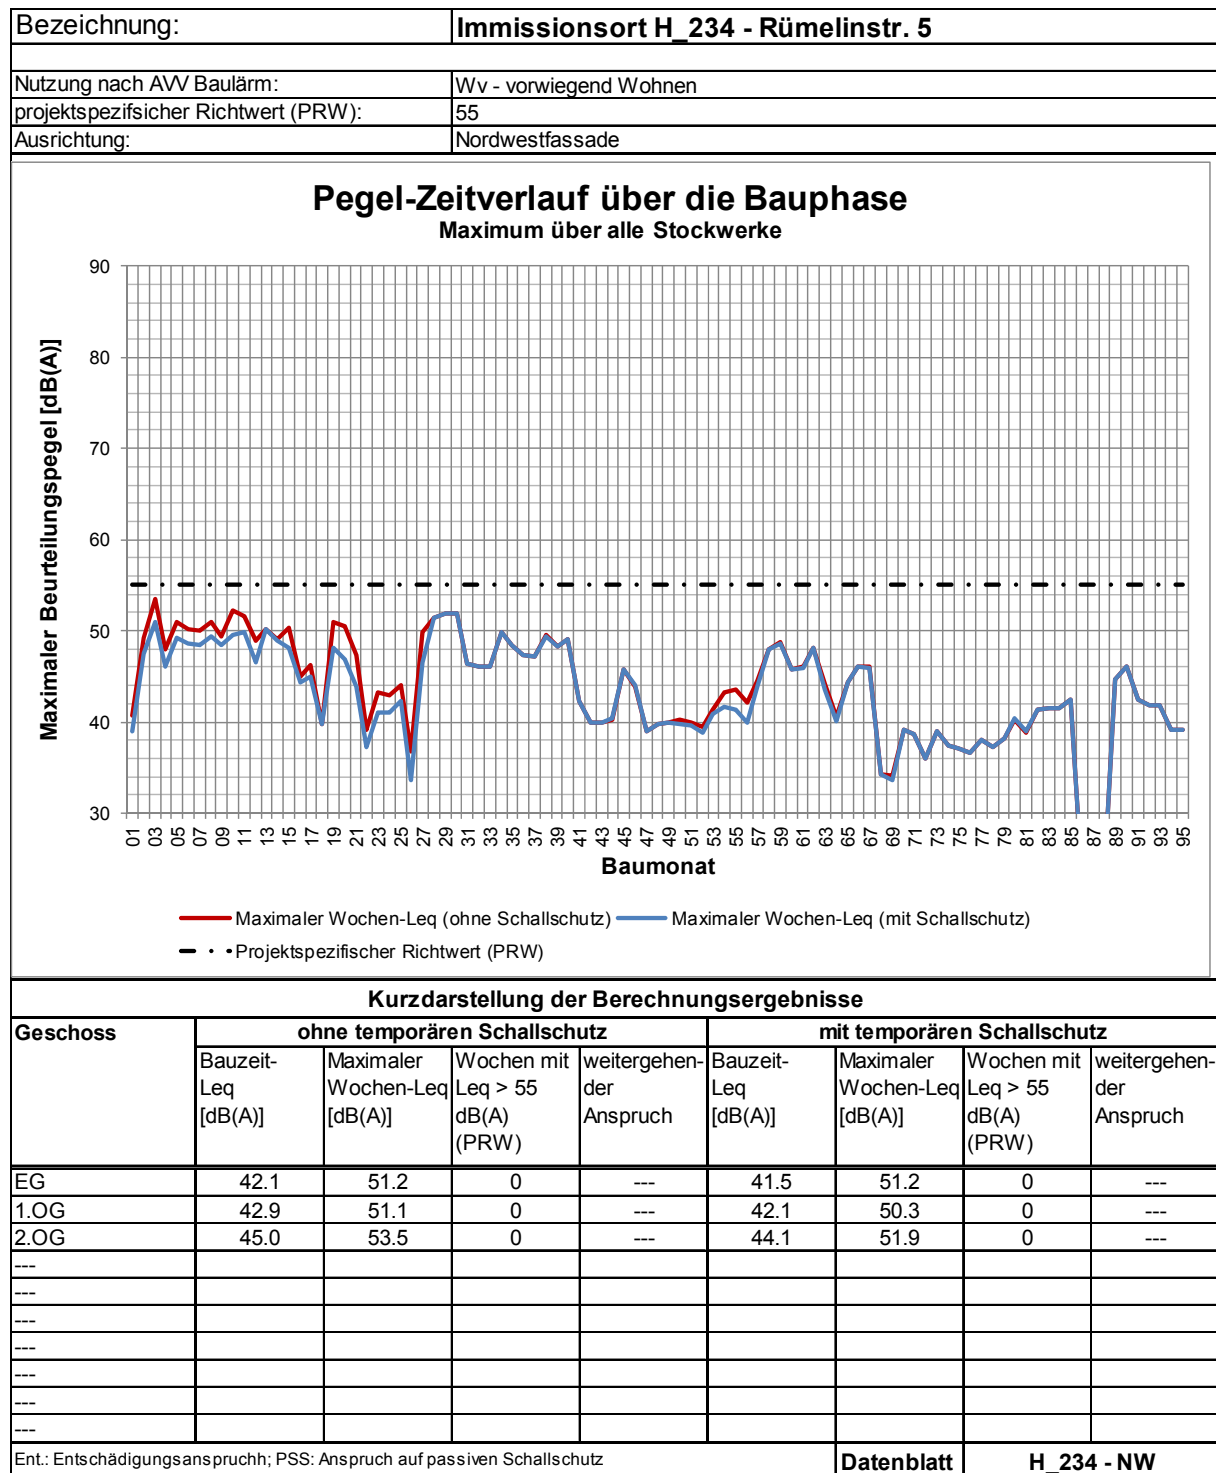 Bezeichnung: Immissionsort H_234 - Rümelinstr. 5
Nutzung nach AVV Baulärm: Wv - vorwiegend Wohnen
projektspezifsicher Richtwert (PRW): 55
Ausrichtung: Nordwestfassade
Pegel-Zeitverlauf über die Bauphase
Maximum über alle Stockwerke
Maximaler Beurteilungspegel [dB(A)]
90
80
70
60
50
40
30
01 03 05 07 09 11 13 15 17 19 21 23 25 27 29 31 33 35 37 39 41 43 45 47 49 51 53 55 57 59 61 63 65 67 69 71 73 75 77 79 81 83 85 87 89 91 93 95
Baumonat
Maximaler Wochen-Leq (ohne Schallschutz) Maximaler Wochen-Leq (mit Schallschutz)
Projektspezifischer Richtwert (PRW)
Kurzdarstellung der Berechnungsergebnisse
Geschoss ohne temporären Schallschutz mit temporären Schallschutz
Bauzeit- Maximaler Wochen mit weitergehen- Bauzeit- Maximaler Wochen mit weitergehen-
Leq Wochen-Leq Leq > 55 der Leq Wochen-Leq Leq > 55 der
[dB(A)] [dB(A)] dB(A) Anspruch [dB(A)] [dB(A)] dB(A) Anspruch
(PRW) (PRW)
EG 42.1 51.2 0 --- 41.5 51.2 0 ---
1.OG 42.9 51.1 0 --- 42.1 50.3 0 ---
2.OG 45.0 53.5 0 --- 44.1 51.9 0 ---
---
---
---
---
---
---
---
Ent.: Entschädigungsanspruchh; PSS: Anspruch auf passiven Schallschutz Datenblatt H_234 - NW